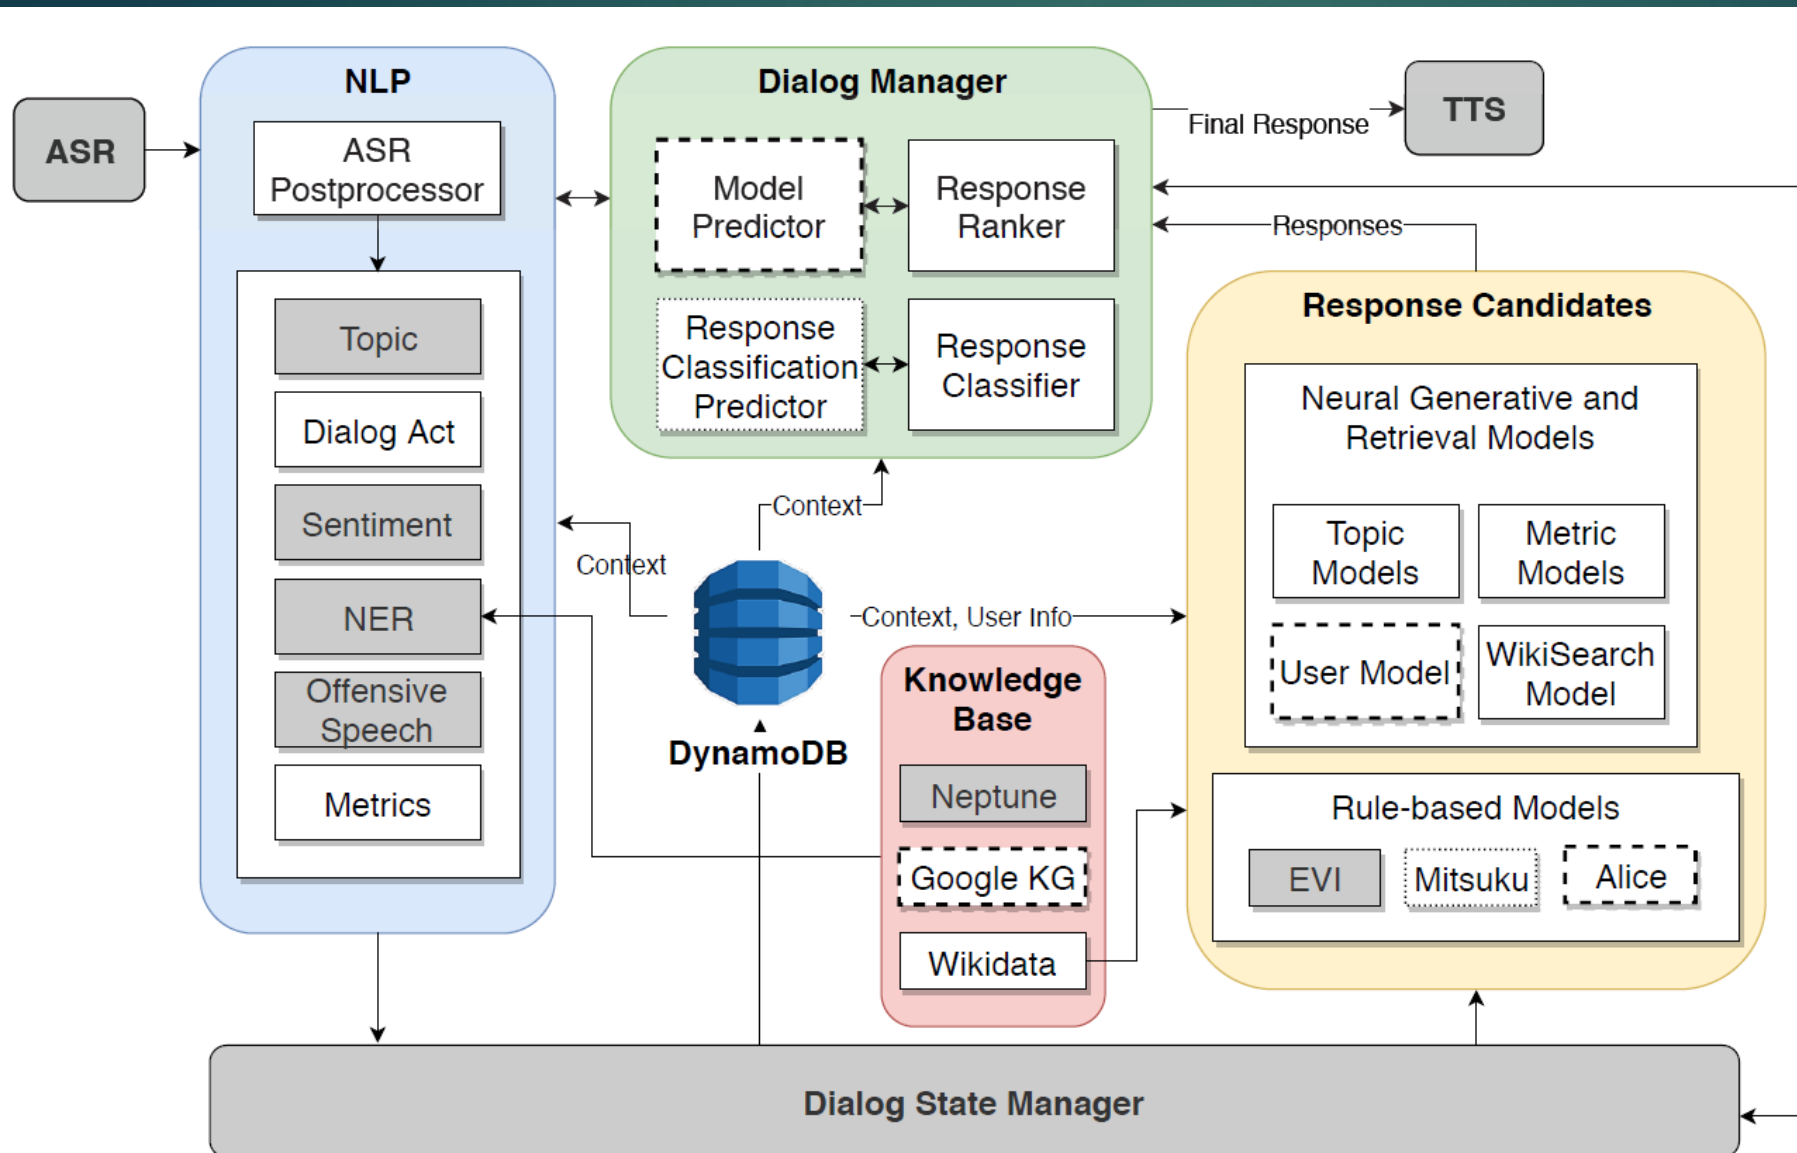 ASR
NLP
ASR
Postprocessor
Topic
Dialog Act
Sentiment
NER
Offensive
Speech
Metrics
Dialog Manager
Model
Predictor
Response
Ranker
Response
Classification
Predictor
Response
Classifier
Final Response
TTS
Responses
Context
Context
Context, User Info
DynamoDB
Knowledge
Base
Neptune
Google KG
Wikidata
Response Candidates
Neural Generative and
Retrieval Models
Topic
Models
Metric
Models
User Model
WikiSearch
Model
Rule-based Models
EVI
Mitsuku
Alice
Dialog State Manager